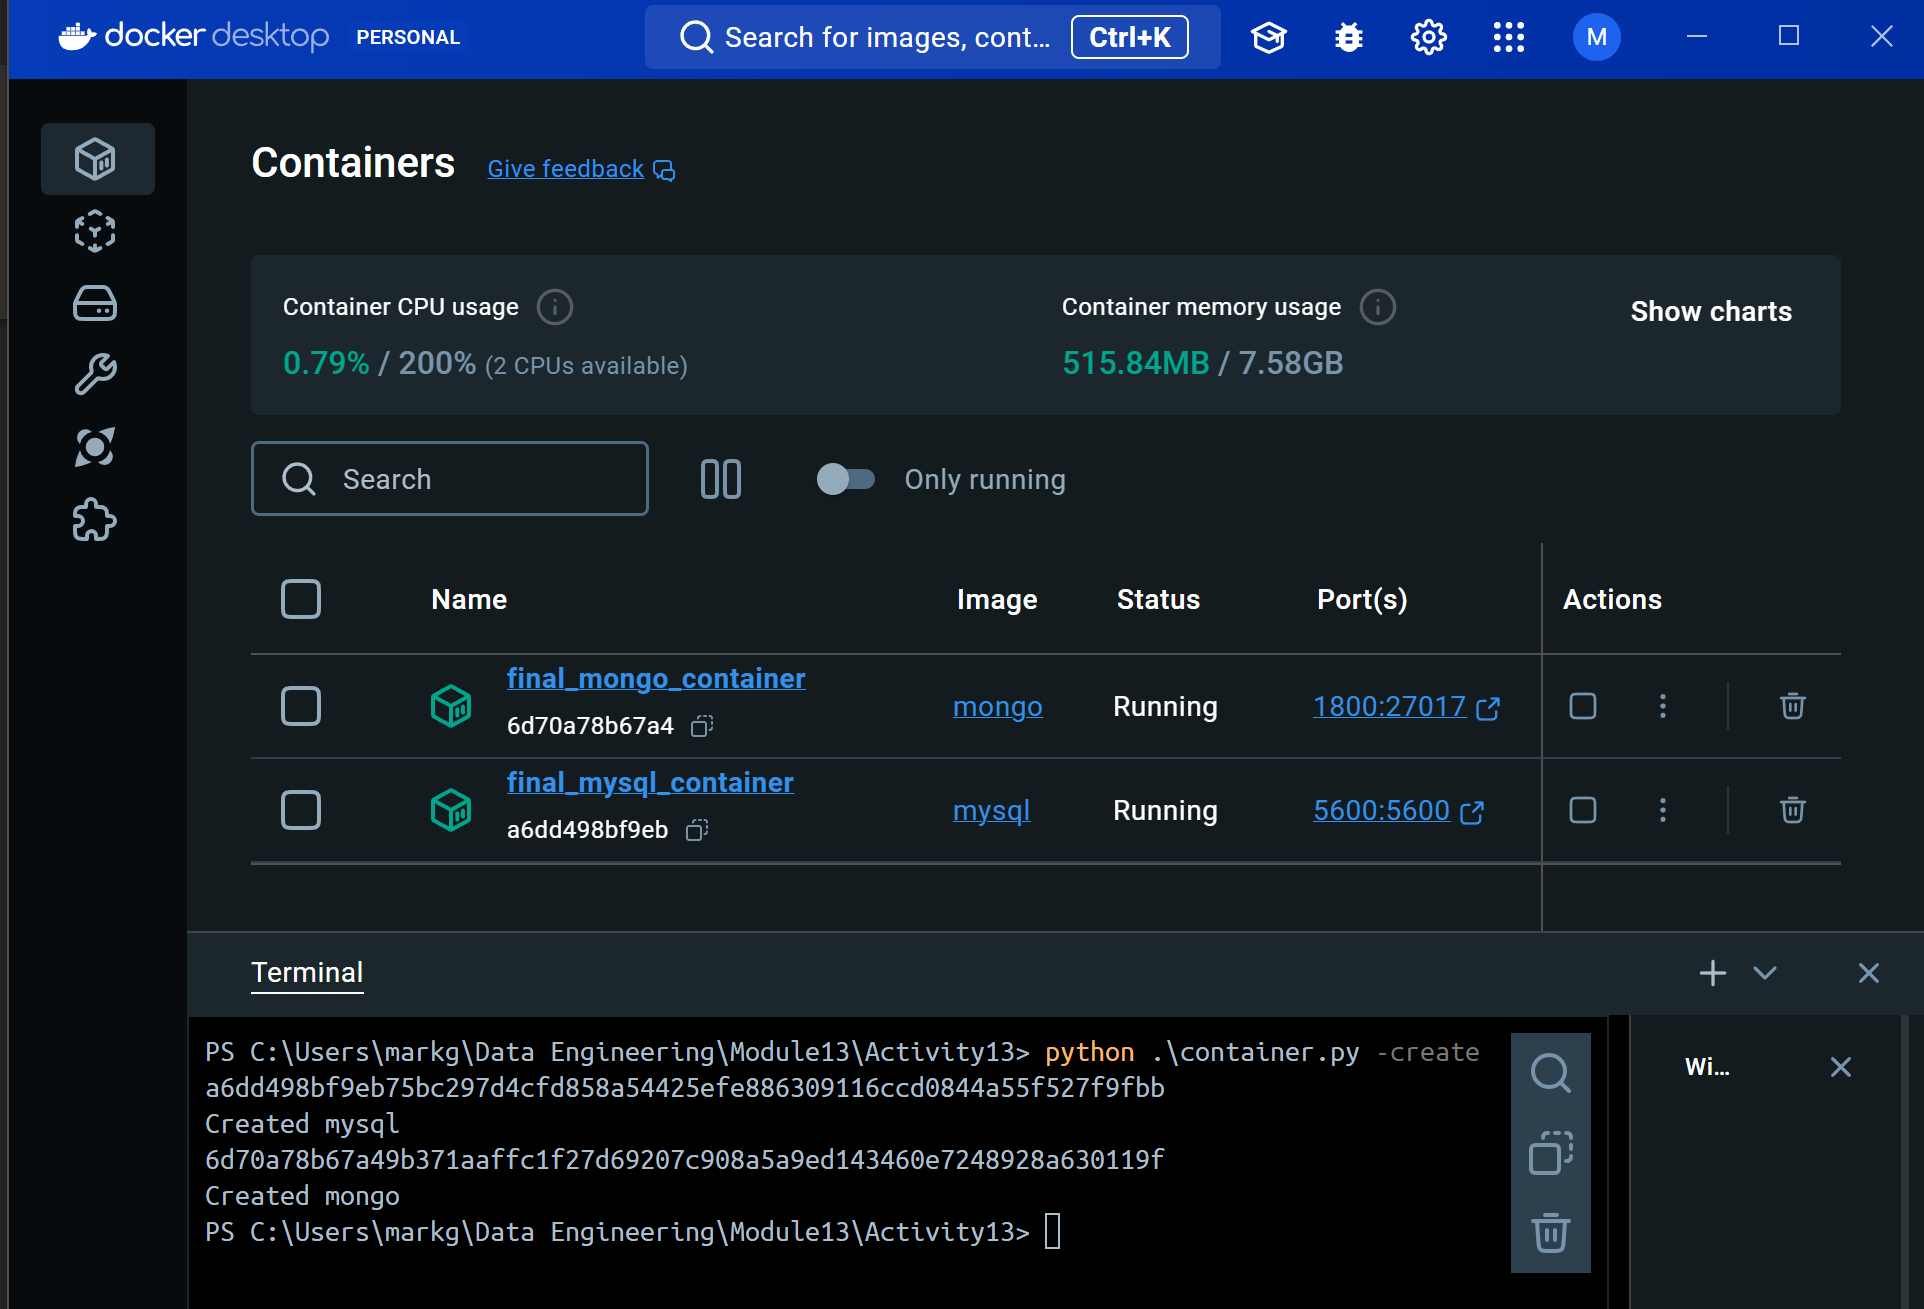 docker desktop PERSONAL
Search for images, cont... Ctrl+K
M
Containers Give feedback
Container CPU usage
0.79% / 200% (2 CPUs available)
Container memory usage
515.84MB / 7.58GB
Show charts
Search
Only running
Name Image Status Port(s) Actions
final_mongo_container
6d70a78b67a4
mongo Running 1800:27017
final_mysql_container
a6dd498bf9eb
mysql Running 5600:5600
Terminal
PS C:\Users\markg\Data Engineering\Module13\Activity13> python .\container.py -create
a6dd498bf9eb75bc297d4cfd858a54425efe886309116ccd0844a55f527f9fbb
Created mysql
6d70a78b67a49b371aaffc1f27d69207c908a5a9ed143460e7248928a630119f
Created mongo
PS C:\Users\markg\Data Engineering\Module13\Activity13>
Wi...